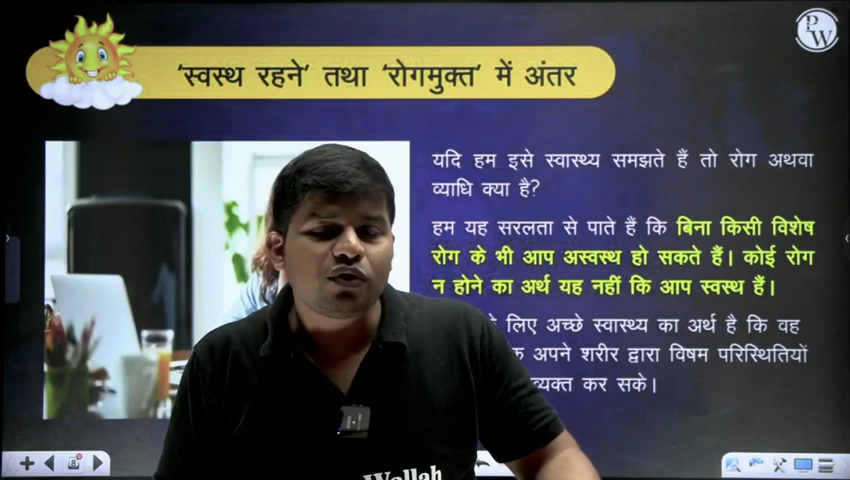 PW
'स्वस्थ रहने' तथा 'रोगमुक्त' में अंतर
यदि हम इसे स्वास्थ्य समझते हैं तो रोग अथवा
व्याधि क्या है?
हम यह सरलता से पाते हैं कि बिना किसी विशेष
रोग के भी आप अस्वस्थ हो सकते हैं। कोई रोग
न होने का अर्थ यह नहीं कि आप स्वस्थ हैं।
लिए अच्छे स्वास्थ्य का अर्थ है कि वह
अपने शरीर द्वारा विषम परिस्थितियों
व्यक्त कर सके।
Wallah